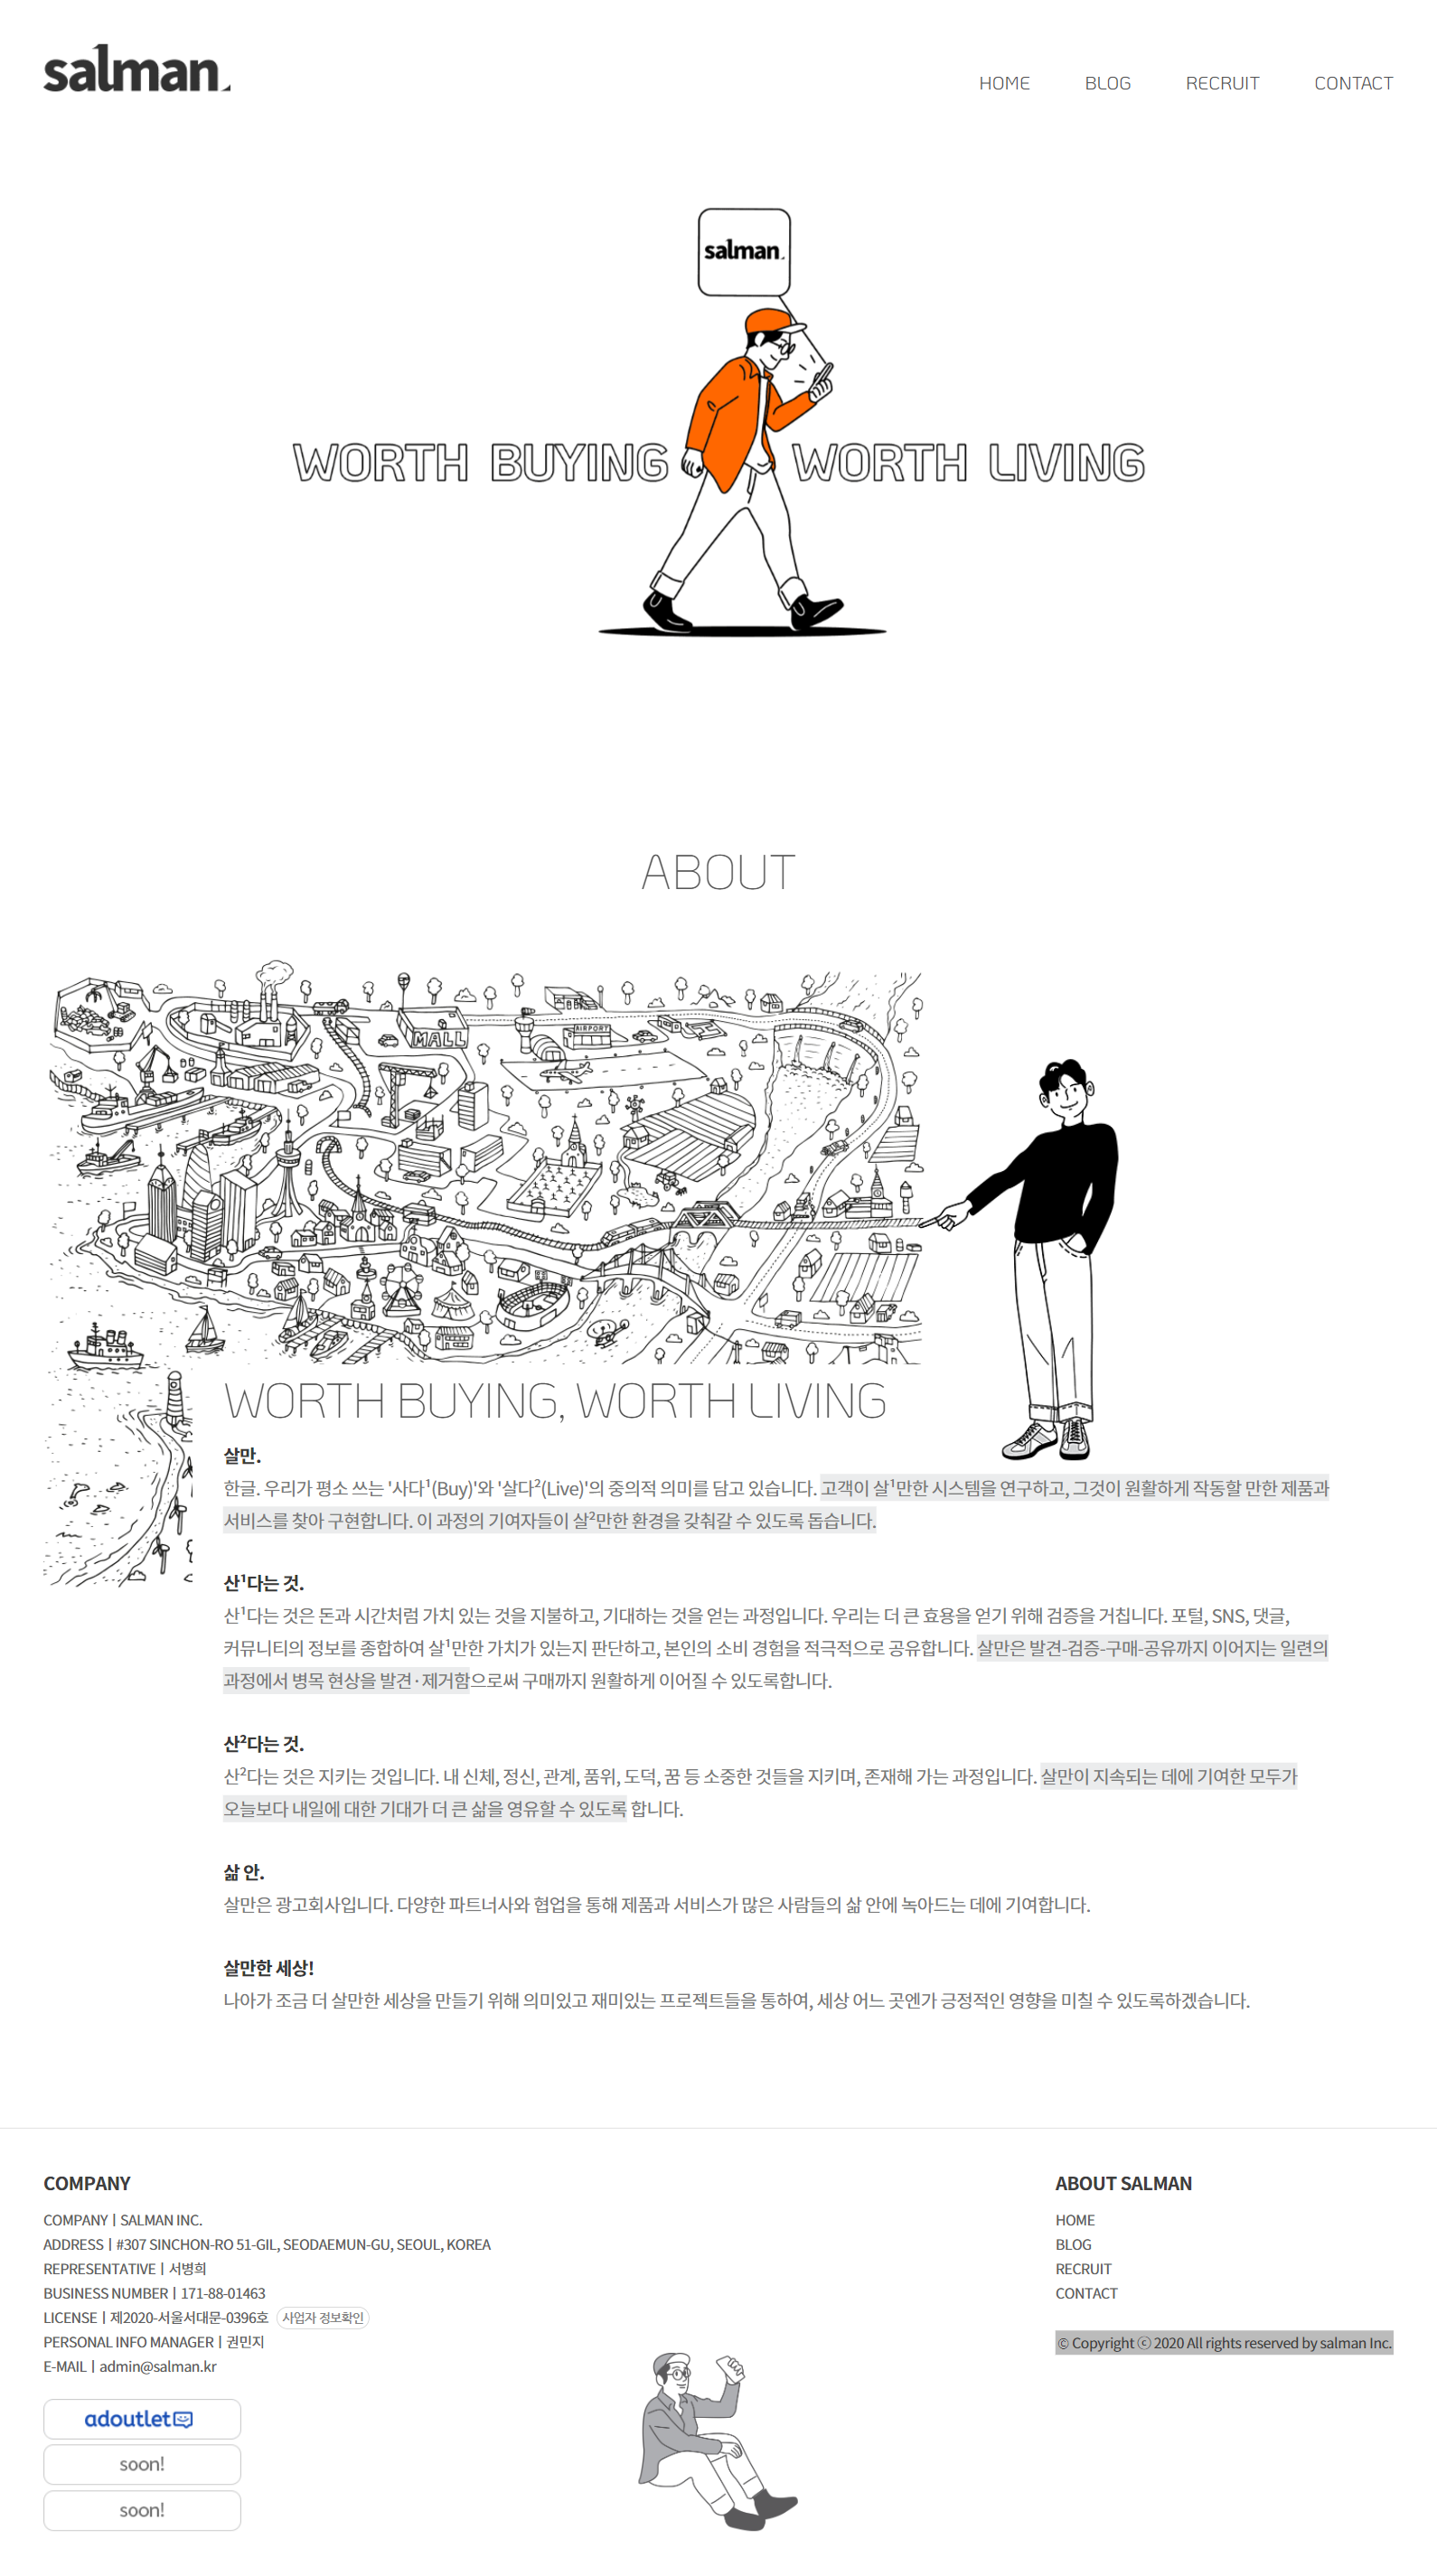 salman.
HOME BLOG RECRUIT CONTACT
salman.
WORTH BUYING WORTH LIVING
ABOUT
MALL
AIRPORT
WORTH BUYING, WORTH LIVING
살만.
한글. 우리가 평소 쓰는 '사다¹(Buy)'와 '살다²(Live)'의 중의적 의미를 담고 있습니다. 고객이 살¹만한 시스템을 연구하고, 그것이 원활하게 작동할 만한 제품과
서비스를 찾아 구현합니다. 이 과정의 기여자들이 살²만한 환경을 갖춰갈 수 있도록 돕습니다.
산¹다는 것.
산¹다는 것은 돈과 시간처럼 가치 있는 것을 지불하고, 기대하는 것을 얻는 과정입니다. 우리는 더 큰 효용을 얻기 위해 검증을 거칩니다. 포털, SNS, 댓글,
커뮤니티의 정보를 종합하여 살¹만한 가치가 있는지 판단하고, 본인의 소비 경험을 적극적으로 공유합니다. 살만은 발견-검증-구매-공유까지 이어지는 일련의
과정에서 병목 현상을 발견·제거함으로써 구매까지 원활하게 이어질 수 있도록합니다.
산²다는 것.
산²다는 것은 지키는 것입니다. 내 신체, 정신, 관계, 품위, 도덕, 꿈 등 소중한 것들을 지키며, 존재해 가는 과정입니다. 살만이 지속되는 데에 기여한 모두가
오늘보다 내일에 대한 기대가 더 큰 삶을 영유할 수 있도록 합니다.
삶 안.
살만은 광고회사입니다. 다양한 파트너사와 협업을 통해 제품과 서비스가 많은 사람들의 삶 안에 녹아드는 데에 기여합니다.
살만한 세상!
나아가 조금 더 살만한 세상을 만들기 위해 의미있고 재미있는 프로젝트들을 통하여, 세상 어느 곳엔가 긍정적인 영향을 미칠 수 있도록하겠습니다.
COMPANY
COMPANY | SALMAN INC.
ADDRESS | #307 SINCHON-RO 51-GIL, SEODAEMUN-GU, SEOUL, KOREA
REPRESENTATIVE | 서병희
BUSINESS NUMBER | 171-88-01463
LICENSE | 제2020-서울서대문-0396호 사업자 정보확인
PERSONAL INFO MANAGER | 권민지
E-MAIL | admin@salman.kr
adoutlet
soon!
soon!
ABOUT SALMAN
HOME
BLOG
RECRUIT
CONTACT
© Copyright ⓒ 2020 All rights reserved by salman Inc.